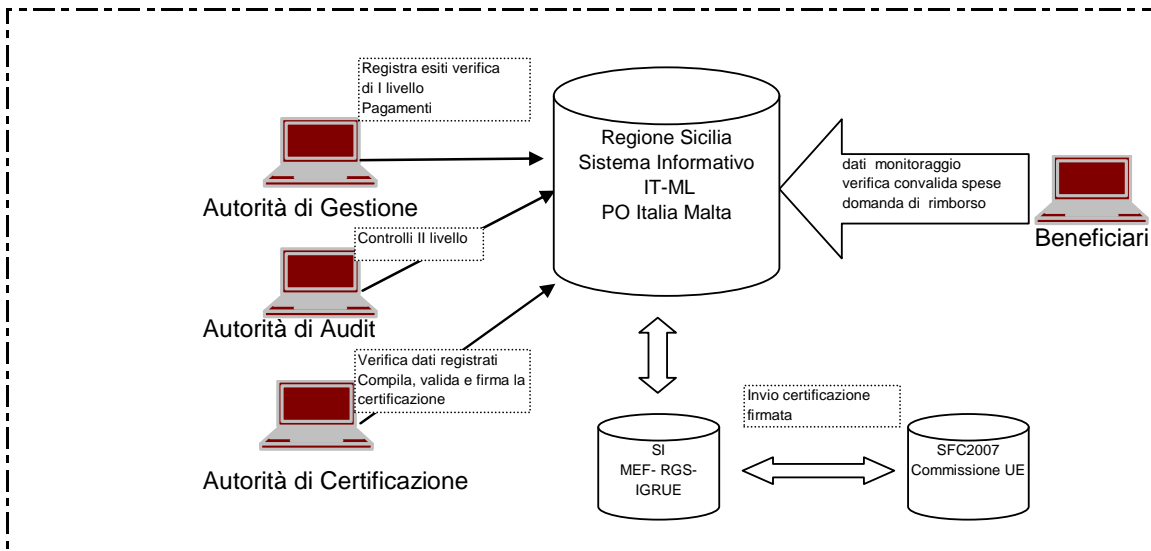 Registra esiti verifica
di I livello
Pagamenti
Autorità di Gestione
Controlli II livello
Autorità di Audit
Verifica dati registrati
Compila, valida e firma la
certificazione
Autorità di Certificazione
Regione Sicilia
Sistema Informativo
IT-ML
PO Italia Malta
dati monitoraggio
verifica convalida spese
domanda di rimborso
Beneficiari
SI
MEF- RGS-
IGRUE
Invio certificazione
firmata
SFC2007
Commissione UE